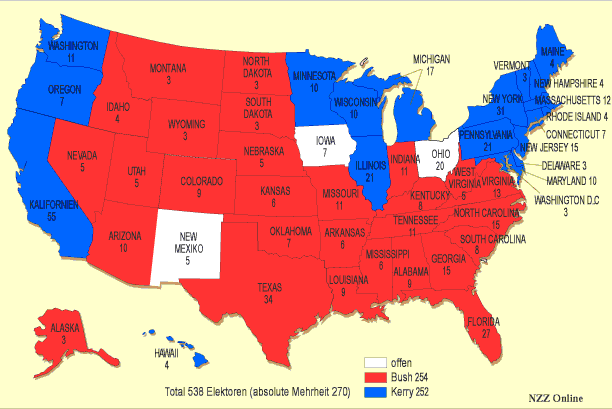 WASHINGTON
11
OREGON
7
KALIFORNIEN
55
NEVADA
5
IDAHO
4
MONTANA
3
WYOMING
3
UTAH
5
ARIZONA
10
COLORADO
9
NEW
MEXIKO
5
NORTH
DAKOTA
3
SOUTH
DAKOTA
3
NEBRASKA
5
KANSAS
6
OKLAHOMA
7
TEXAS
34
MINNESOTA
10
IOWA
7
MISSOURI
11
ARKANSAS
6
LOUISIANA
9
WISCONSIN
10
ILLINOIS
21
MICHIGAN
17
INDIANA
11
OHIO
20
KENTUCKY
8
TENNESSEE
11
MISSISSIPPI
6
ALABAMA
9
GEORGIA
15
FLORIDA
27
SOUTH CAROLINA
8
NORTH CAROLINA
15
WEST
VIRGINIA
5
VIRGINIA
13
PENNSYLVANIA
21
NEW YORK
31
VERMONT
3
MAINE
4
NEW HAMPSHIRE 4
MASSACHUSETTS 12
RHODE ISLAND 4
CONNECTICUT 7
NEW JERSEY 15
DELAWARE 3
MARYLAND 10
WASHINGTON D.C
3
ALASKA
3
HAWAII
4
offen
Bush 254
Kerry 252
Total 538 Elektoren (absolute Mehrheit 270)
NZZ Online